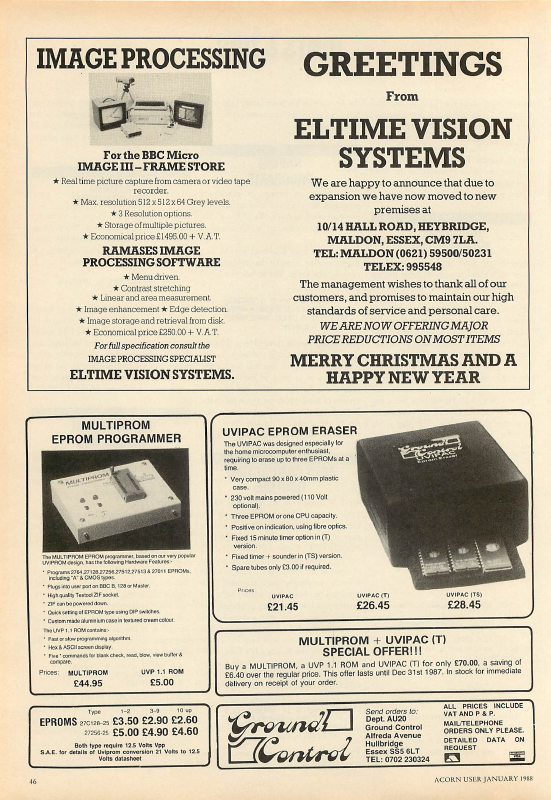 IMAGE PROCESSING
For the BBC Micro
IMAGE III – FRAME STORE
★ Real time picture capture from camera or video tape
recorder.
★ Max. resolution 512 x 512 x 64 Grey levels.
★ 3 Resolution options.
★ Storage of multiple pictures.
★ Economical price £1495.00 + V.A.T.
RAMASES IMAGE
PROCESSING SOFTWARE
★ Menu driven.
★ Contrast stretching
★ Linear and area measurement.
★ Image enhancement ★ Edge detection.
★ Image storage and retrieval from disk.
★ Economical price £250.00 + V.A.T.
For full specification consult the
IMAGE PROCESSING SPECIALIST
ELTIME VISION SYSTEMS.
GREETINGS
From
ELTIME VISION
SYSTEMS
We are happy to announce that due to
expansion we have now moved to new
premises at
10/14 HALL ROAD, HEYBRIDGE,
MALDON, ESSEX, CM9 7LA.
TEL: MALDON (0621) 59500/50231
TELEX: 995548
The management wishes to thank all of our
customers, and promises to maintain our high
standards of service and personal care.
WE ARE NOW OFFERING MAJOR
PRICE REDUCTIONS ON MOST ITEMS
MERRY CHRISTMAS AND A
HAPPY NEW YEAR
MULTIPROM
EPROM PROGRAMMER
MULTIPROM
The MULTIPROM EPROM programmer, based on our very popular
UVIPROM design, has the following Hardware Features:-
* Programs 2764,27128,27256,27512,27513 & 27011 EPROMs,
including "A" & CMOS types.
* Plugs into user port on BBC B, 128 or Master.
* High quality Textool ZIF socket.
* ZIF can be powered down.
* Quick setting of EPROM type using DIP switches.
* Custom made aluminium case in textured cream colour.
The UVP 1.1 ROM contains:-
* Fast or slow programming algorithm.
* Hex & ASCII screen display.
* Five * commands for blank check, read, blow, view buffer &
compare.
Prices: MULTIPROM UVP 1.1 ROM
£44.95 £5.00
UVIPAC EPROM ERASER
The UVIPAC was designed especially for
the home microcomputer enthusiast,
requiring to erase up to three EPROMs at a
time.
* Very compact 90 x 80 x 40mm plastic
case.
* 230 volt mains powered (110 Volt
optional).
* Three EPROM or one CPU capacity.
* Positive on indication, using fibre optics.
* Fixed 15 minute timer option in (T)
version.
* Fixed timer + sounder in (TS) version.
* Spare tubes only £3.00 if required.
Ground
Control
UVIPAC
Eprom Eraser
Prices
UVIPAC UVIPAC (T) UVIPAC (TS)
£21.45 £26.45 £28.45
MULTIPROM + UVIPAC (T)
SPECIAL OFFER!!!
Buy a MULTIPROM, a UVP 1.1 ROM and UVIPAC (T) for only £70.00, a saving of
£6.40 over the regular price. This offer lasts until Dec 31st 1987. In stock for immediate
delivery on receipt of your order.
Type 1–2 3–9 10 up
EPROMS 27C128-25 £3.50 £2.90 £2.60
27256-25 £5.00 £4.90 £4.60
Both type require 12.5 Volts Vpp
S.A.E. for details of Uviprom conversion 21 Volts to 12.5
Volts datasheet
Ground
Control
Send orders to:
Dept. AU20
Ground Control
Alfreda Avenue
Hullbridge
Essex SS5 6LT
TEL: 0702 230324
ALL PRICES INCLUDE
VAT AND P & P.
MAIL/TELEPHONE
ORDERS ONLY PLEASE.
DETAILED DATA ON
REQUEST
46
ACORN USER JANUARY 1988